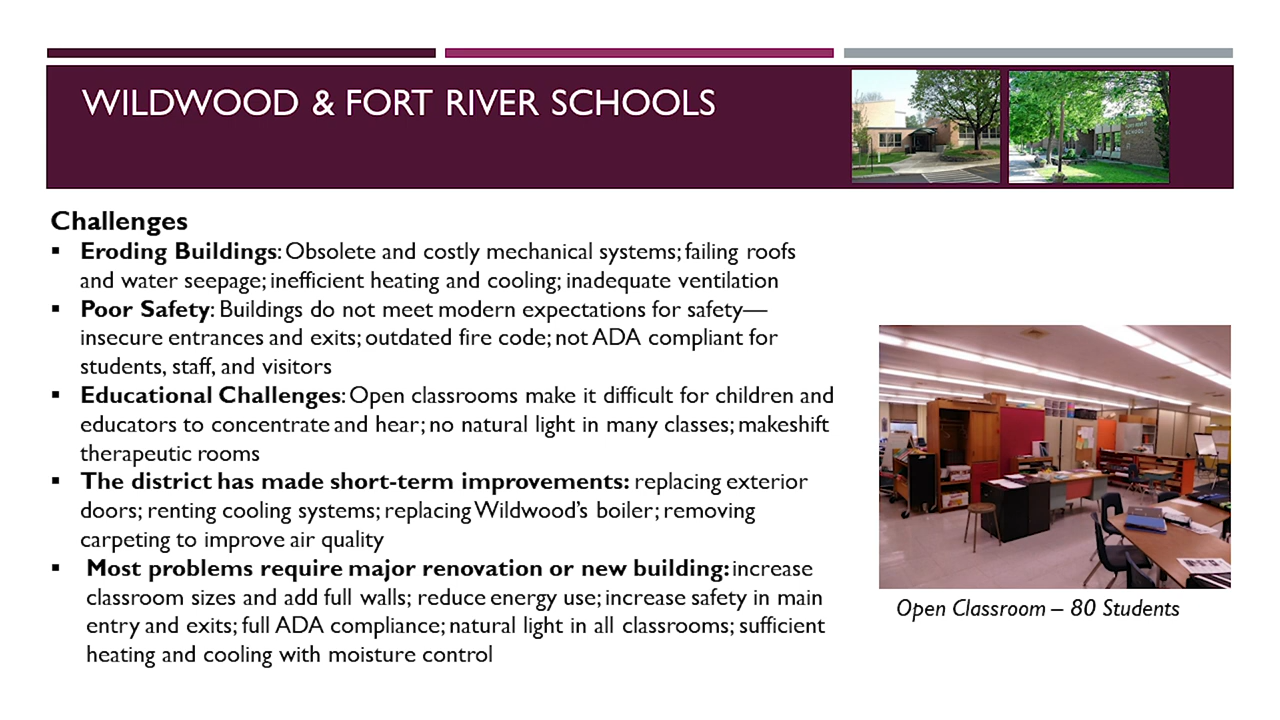 WILDWOOD & FORT RIVER SCHOOLS
Challenges
▪ Eroding Buildings: Obsolete and costly mechanical systems; failing roofs
and water seepage; inefficient heating and cooling; inadequate ventilation
▪ Poor Safety: Buildings do not meet modern expectations for safety—
insecure entrances and exits; outdated fire code; not ADA compliant for
students, staff, and visitors
▪ Educational Challenges: Open classrooms make it difficult for children and
educators to concentrate and hear; no natural light in many classes; makeshift
therapeutic rooms
▪ The district has made short-term improvements: replacing exterior
doors; renting cooling systems; replacing Wildwood's boiler; removing
carpeting to improve air quality
▪ Most problems require major renovation or new building: increase
classroom sizes and add full walls; reduce energy use; increase safety in main
entry and exits; full ADA compliance; natural light in all classrooms; sufficient
heating and cooling with moisture control
Open Classroom – 80 Students